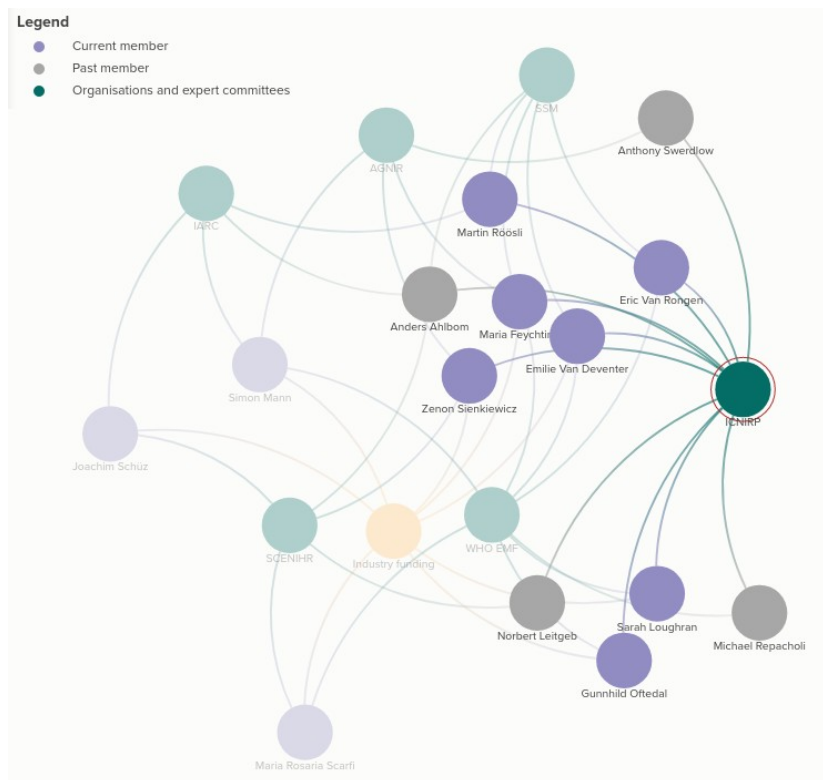 Legend
Current member
Past member
Organisations and expert committees
SSM
Anthony Swerdlow
AGNIR
IARC
Martin Röösli
Eric Van Rongen
Anders Ahlbom
Maria Feychtin
Emilie Van Deventer
Simon Mann
Zenon Sienkiewicz
ICNIRP
Joachim Schüz
SCENIHR
Industry funding
WHO EMF
Sarah Loughran
Norbert Leitgeb
Michael Repacholi
Gunnhild Oftedal
Maria Rosaria Scarfi